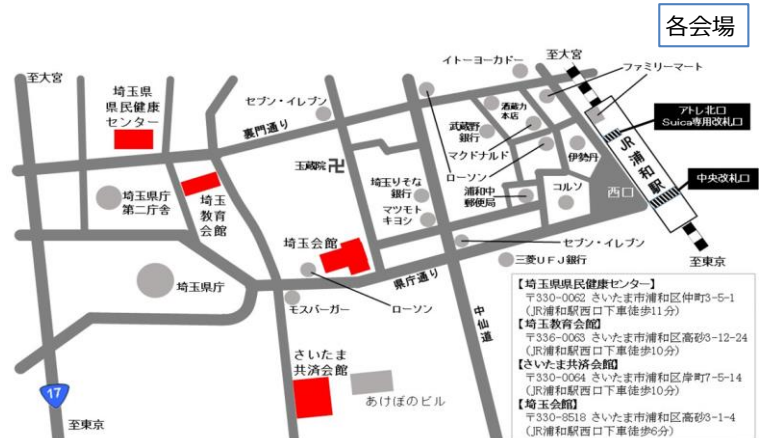 各会場
至大宮
イトーヨーカドー
至大宮
ファミリーマート
埼玉県
県民健康
センター
セブン・イレブン
裏門通り
酒蔵力
本店
武蔵野
銀行
マクドナルド
ローソン
アトレ北口
Suica専用改札口
JR浦和駅
伊勢丹
中央改札口
玉蔵院
埼玉りそな
銀行
浦和中
郵便局
コルソ
西口
埼玉県庁
第二庁舎
埼玉
教育
会館
マツモト
キヨシ
埼玉会館
セブン・イレブン
三菱UFJ銀行
至東京
埼玉県庁
県庁通り
モスバーガー
ローソン
中仙道
さいたま
共済会館
あけぼのビル
17
至東京
【埼玉県県民健康センター】
〒330-0062 さいたま市浦和区仲町3-5-1
(JR浦和駅西口下車徒歩11分)
【埼玉教育会館】
〒336-0063 さいたま市浦和区高砂3-12-24
(JR浦和駅西口下車徒歩10分)
【さいたま共済会館】
〒330-0064 さいたま市浦和区岸町7-5-14
(JR浦和駅西口下車徒歩10分)
【埼玉会館】
〒330-8518 さいたま市浦和区高砂3-1-4
(JR浦和駅西口下車徒歩6分)